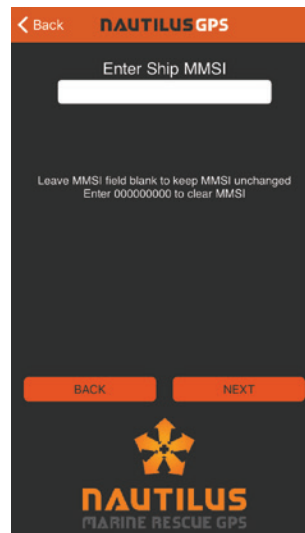 Back NAUTILUS GPS
Enter Ship MMSI
Leave MMSI field blank to keep MMSI unchanged
Enter 000000000 to clear MMSI
BACK NEXT
NAUTILUS
MARINE RESCUE GPS